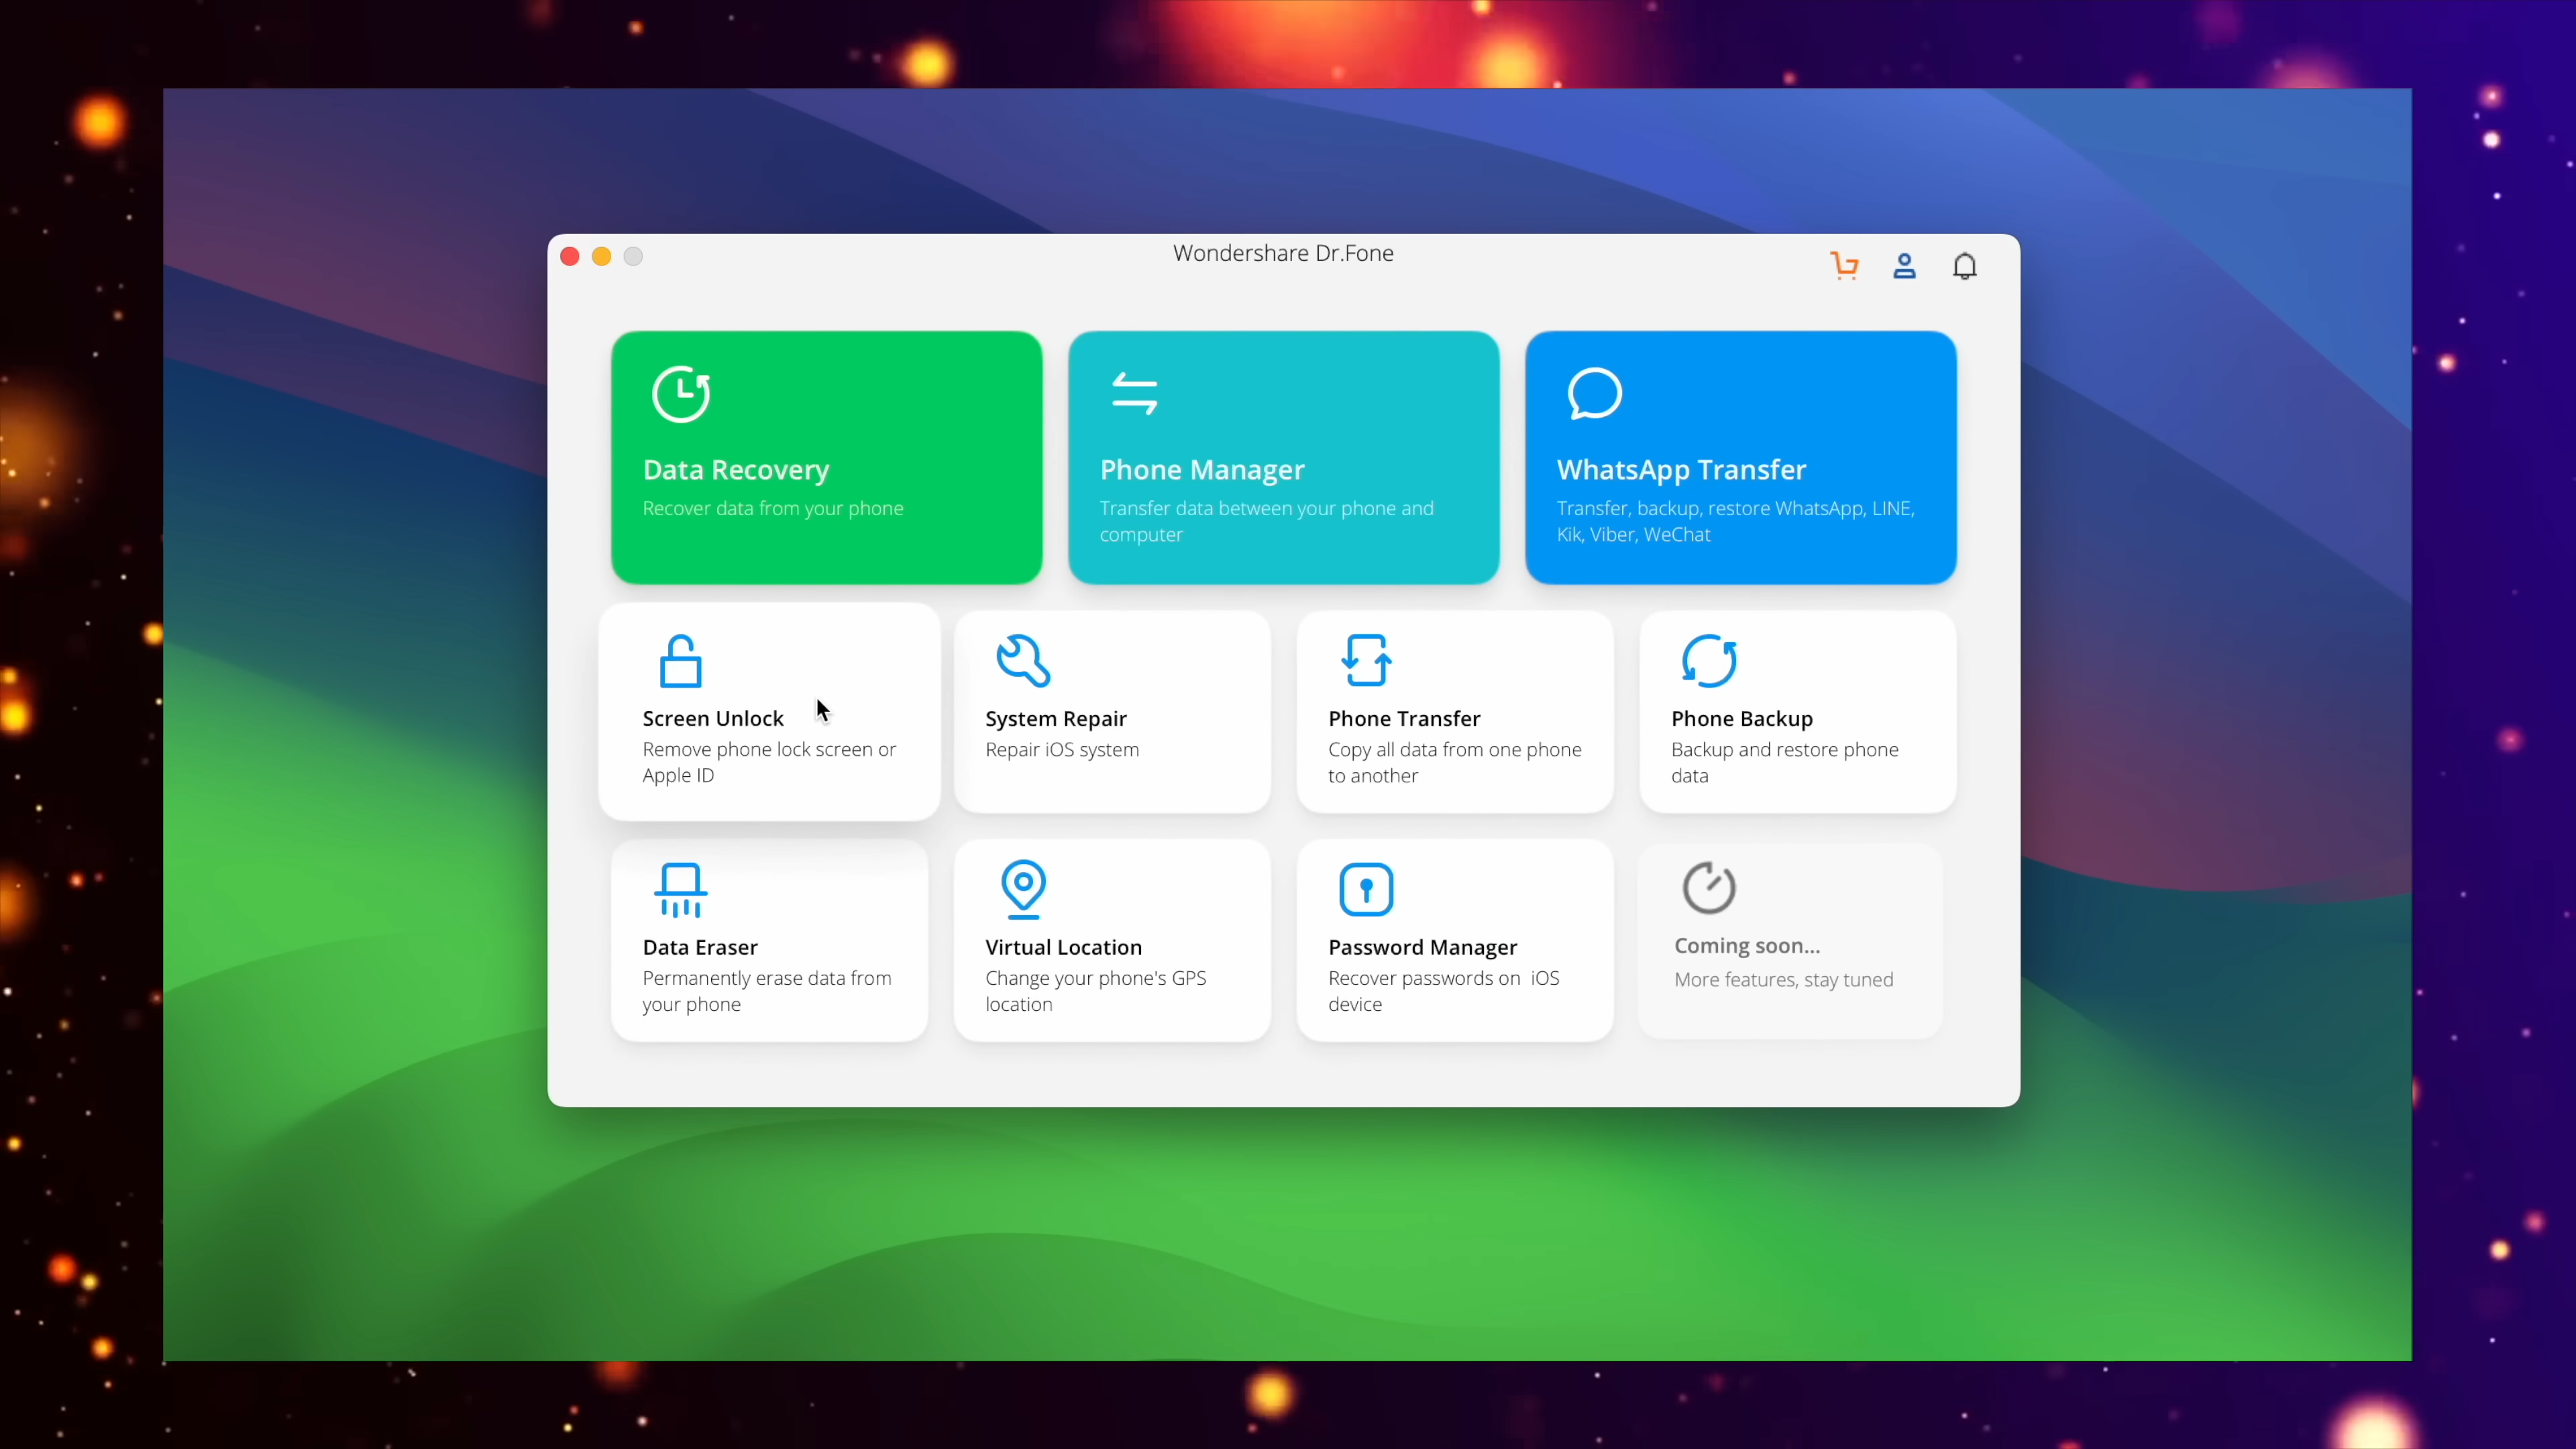 Wondershare Dr.Fone
Data Recovery
Recover data from your phone
Phone Manager
Transfer data between your phone and
computer
WhatsApp Transfer
Transfer, backup, restore WhatsApp, LINE,
Kik, Viber, WeChat
Screen Unlock
Remove phone lock screen or
Apple ID
System Repair
Repair iOS system
Phone Transfer
Copy all data from one phone
to another
Phone Backup
Backup and restore phone
data
Data Eraser
Permanently erase data from
your phone
Virtual Location
Change your phone's GPS
location
Password Manager
Recover passwords on  iOS
device
Coming soon...
More features, stay tuned